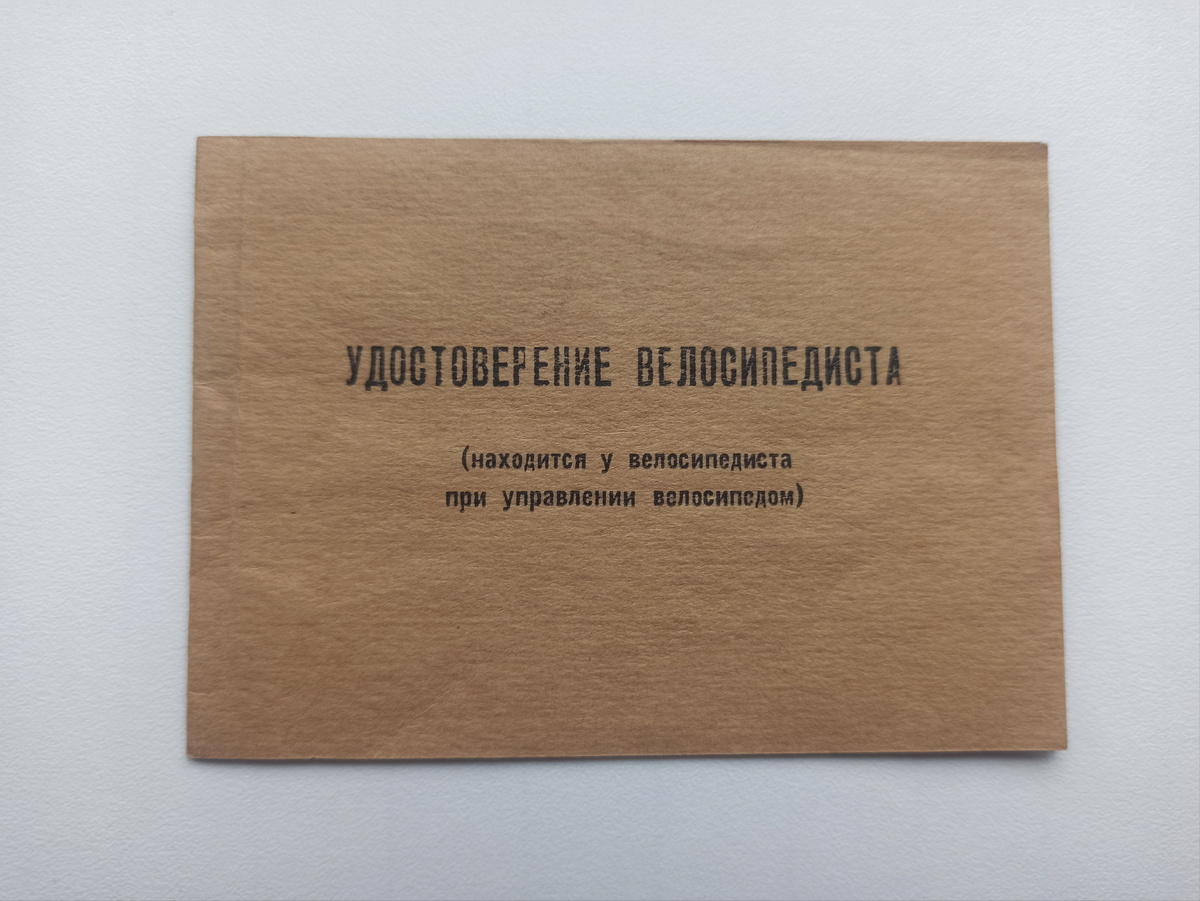 УДОСТОВЕРЕНИЕ ВЕЛОСИПЕДИСТА
(находится у велосипедиста
при управлении велосипедом)